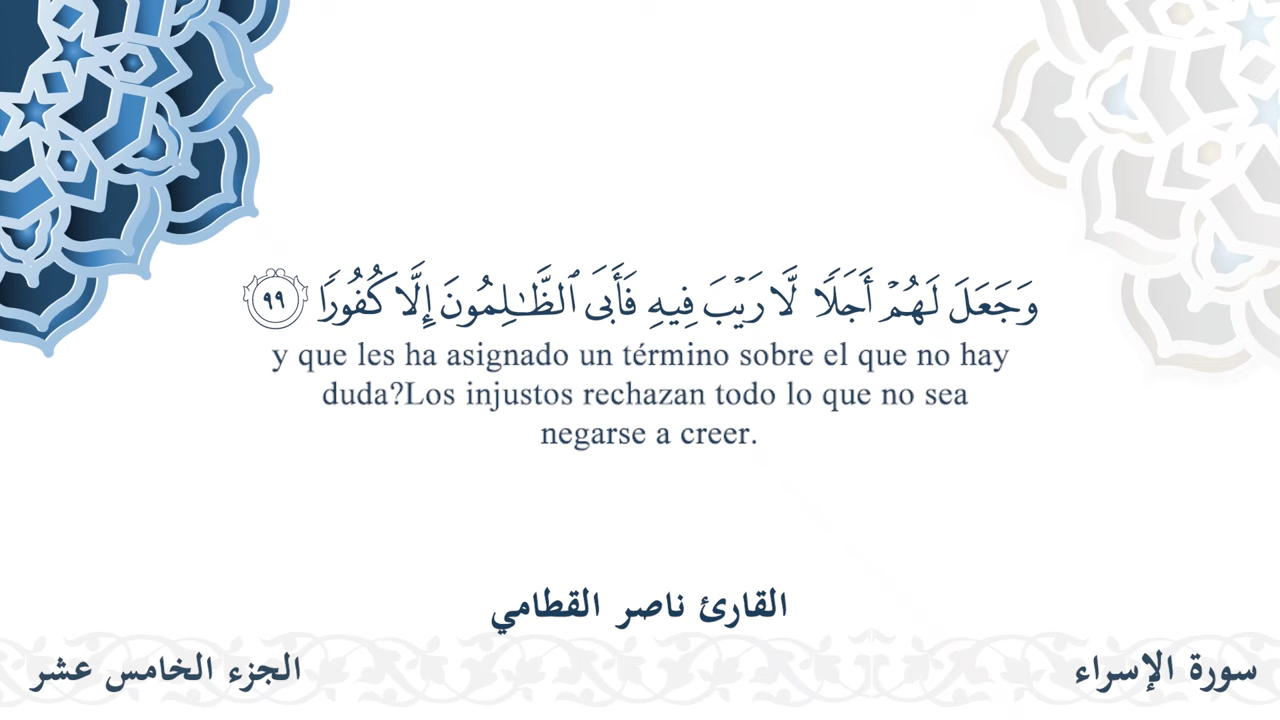 وَجَعَلَ لَهُمۡ أَجَلٗا لَّا رَيۡبَ فِيهِ فَأَبَى ٱلظَّـٰلِمُونَ إِلَّا كُفُورٗا ٩٩
y que les ha asignado un término sobre el que no hay
duda?Los injustos rechazan todo lo que no sea
negarse a creer.
القارئ ناصر القطامي
سورة الإسراء
الجزء الخامس عشر